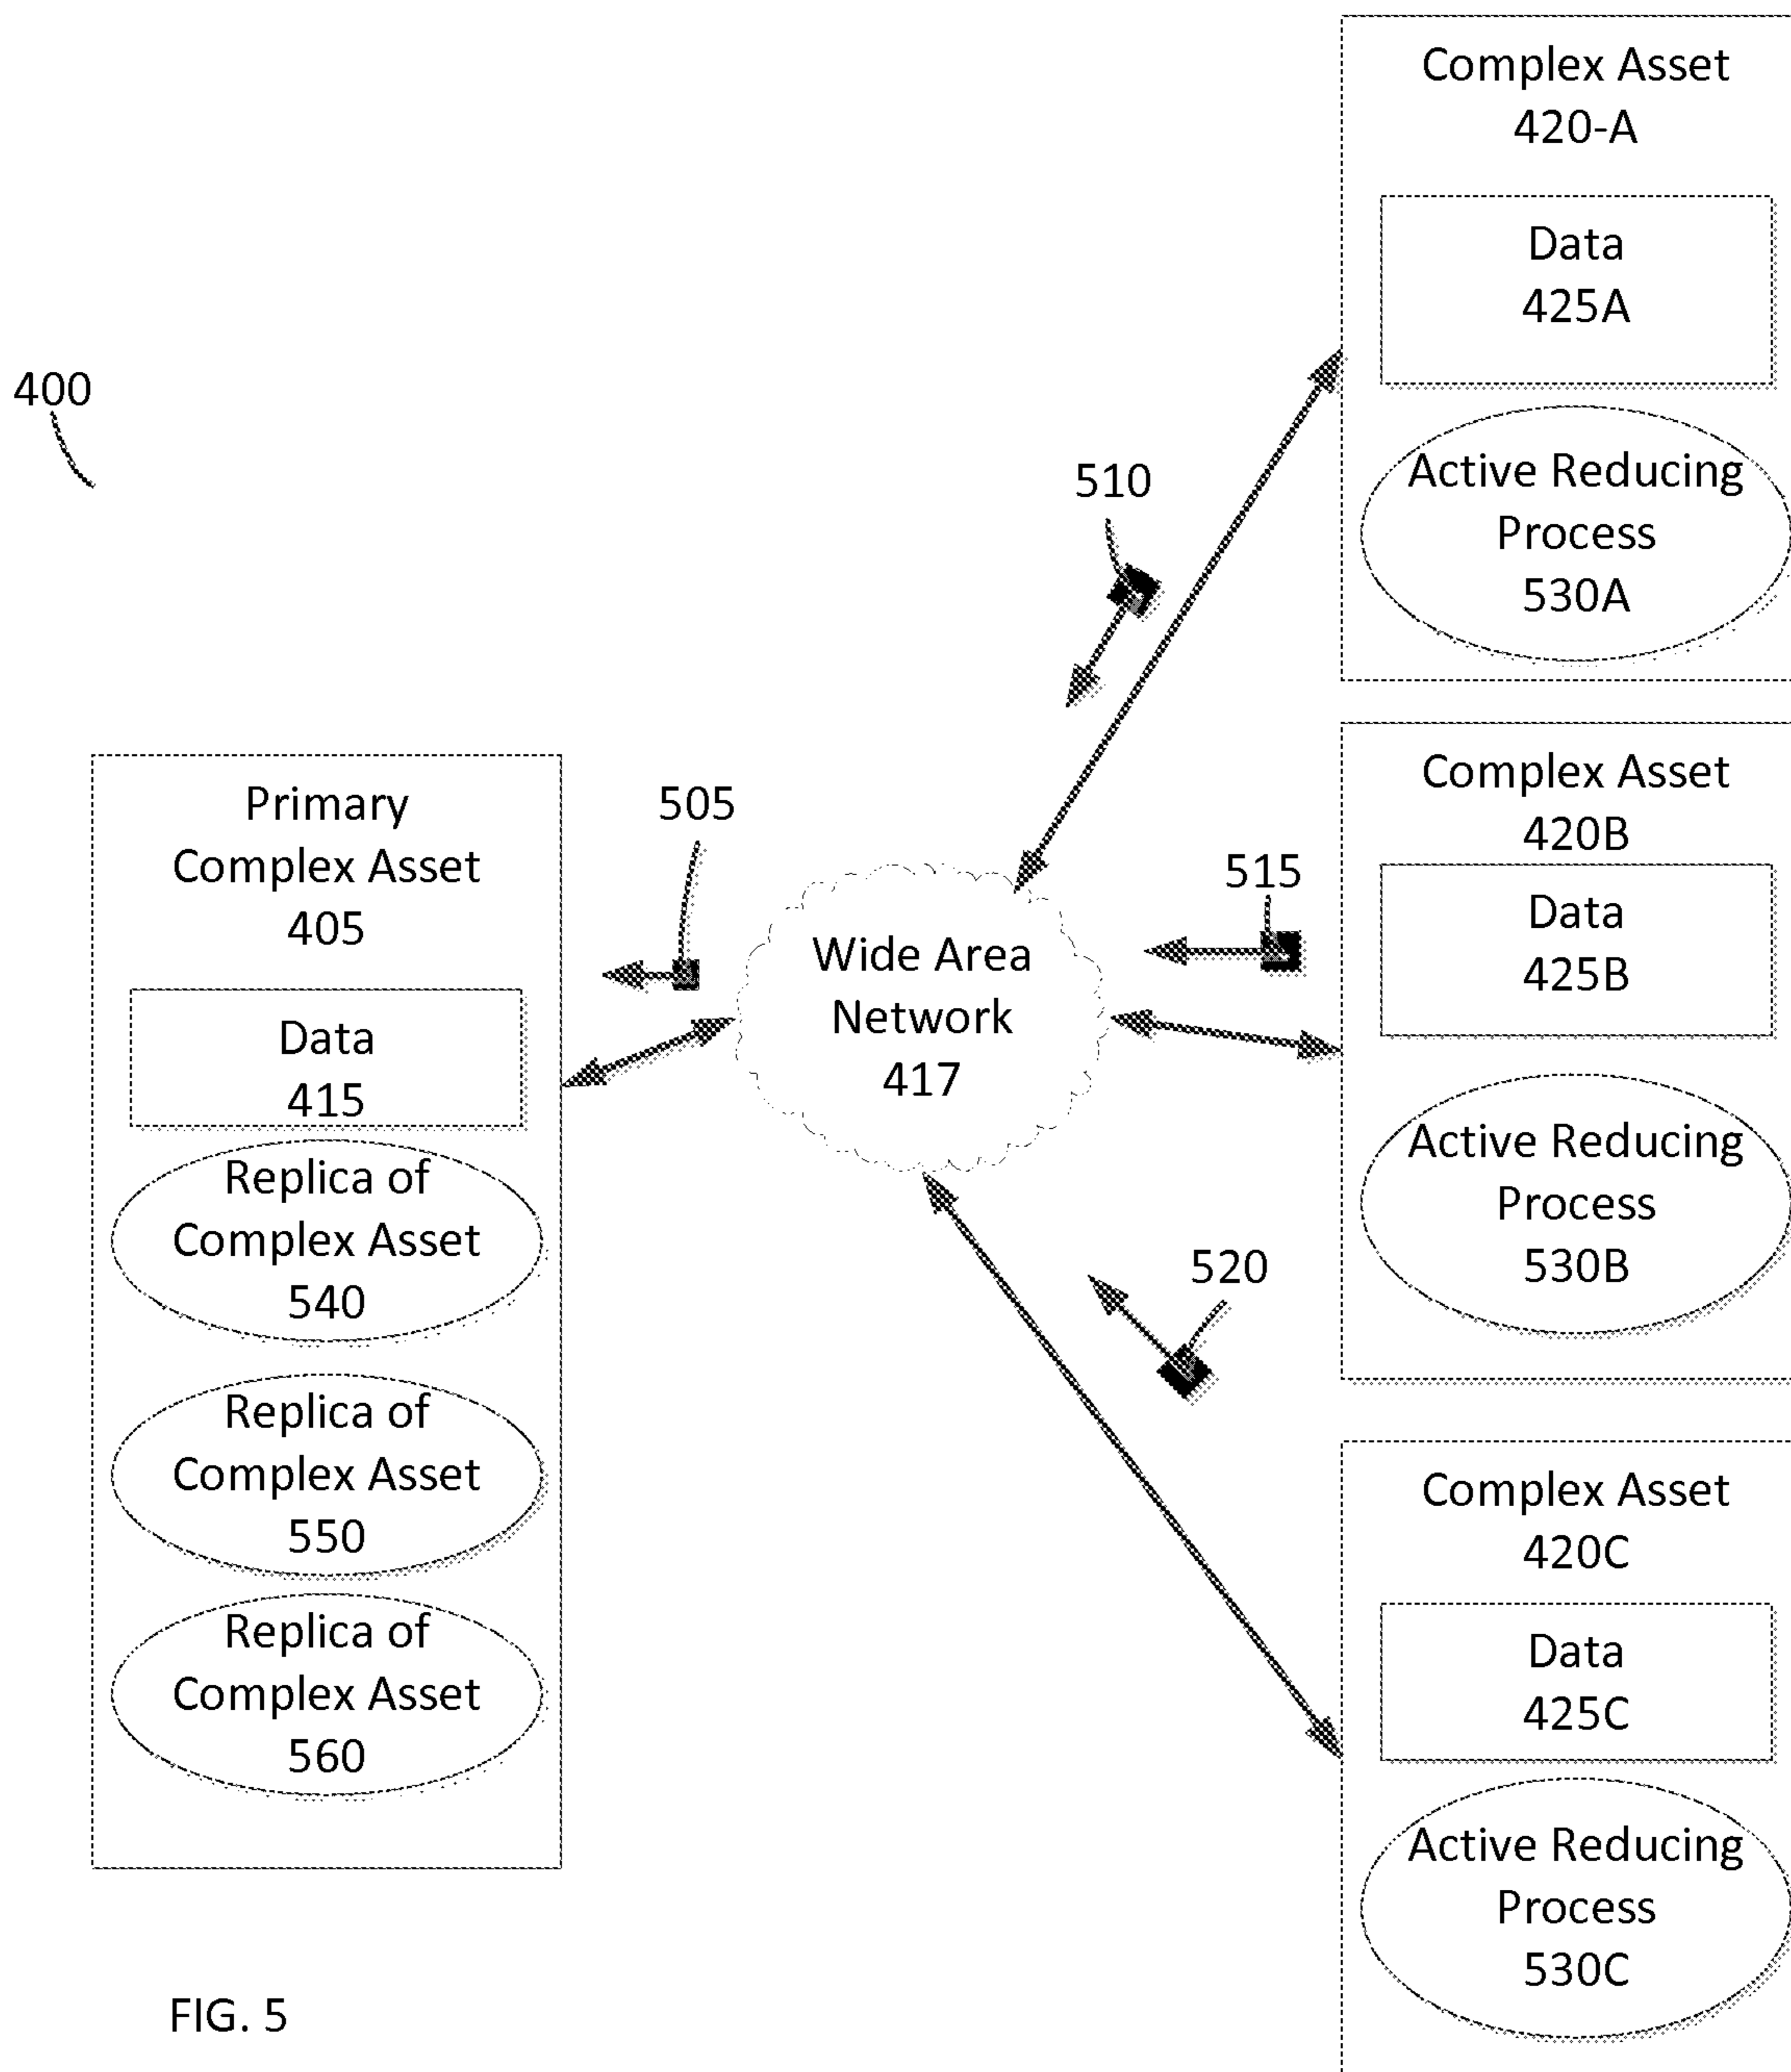 400
Primary
Complex Asset
405
Data
415
Replica of
Complex Asset
540
Replica of
Complex Asset
550
Replica of
Complex Asset
560
505
Wide Area
Network
417
510
515
520
Complex Asset
420-A
Data
425A
Active Reducing
Process
530A
Complex Asset
420B
Data
425B
Active Reducing
Process
530B
Complex Asset
420C
Data
425C
Active Reducing
Process
530C
FIG. 5